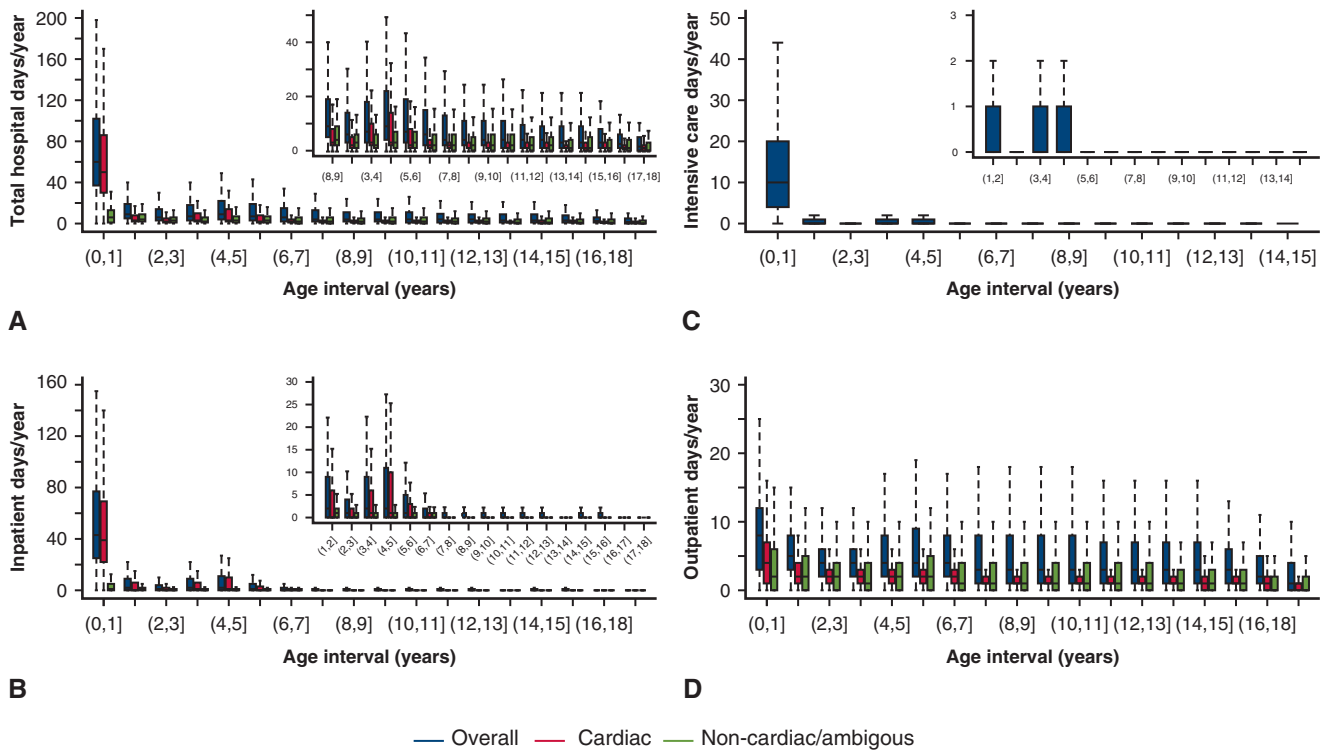 Total hospital days/year
200
160
120
80
40
0
(0,1] (2,3] (4,5] (6,7] (8,9] (10,11] (12,13] (14,15] (16,18]
Age interval (years)
A
40
20
0
(8,9] (3,4] (5,6] (7,8] (9,10] (11,12] (13,14] (15,16] (17,18]
Intensive care days/year
50
40
30
20
10
0
(0,1] (2,3] (4,5] (6,7] (8,9] (10,11] (12,13] (14,15]
Age interval (years)
C
3
2
1
0
(1,2] (3,4] (5,6] (7,8] (9,10] (11,12] (13,14]
Inpatient days/year
160
120
80
40
0
(0,1] (2,3] (4,5] (6,7] (8,9] (10,11] (12,13] (14,15] (16,18]
Age interval (years)
B
30
25
20
15
10
5
0
(1,2] (2,3] (3,4] (4,5] (5,6] (6,7] (7,8] (8,9] (9,10] (10,11] (11,12] (12,13] (13,14] (14,15] (15,16] (16,17] (17,18]
Outpatient days/year
30
20
10
0
(0,1] (2,3] (4,5] (6,7] (8,9] (10,11] (12,13] (14,15] (16,18]
Age interval (years)
D
Overall Cardiac Non-cardiac/ambigous